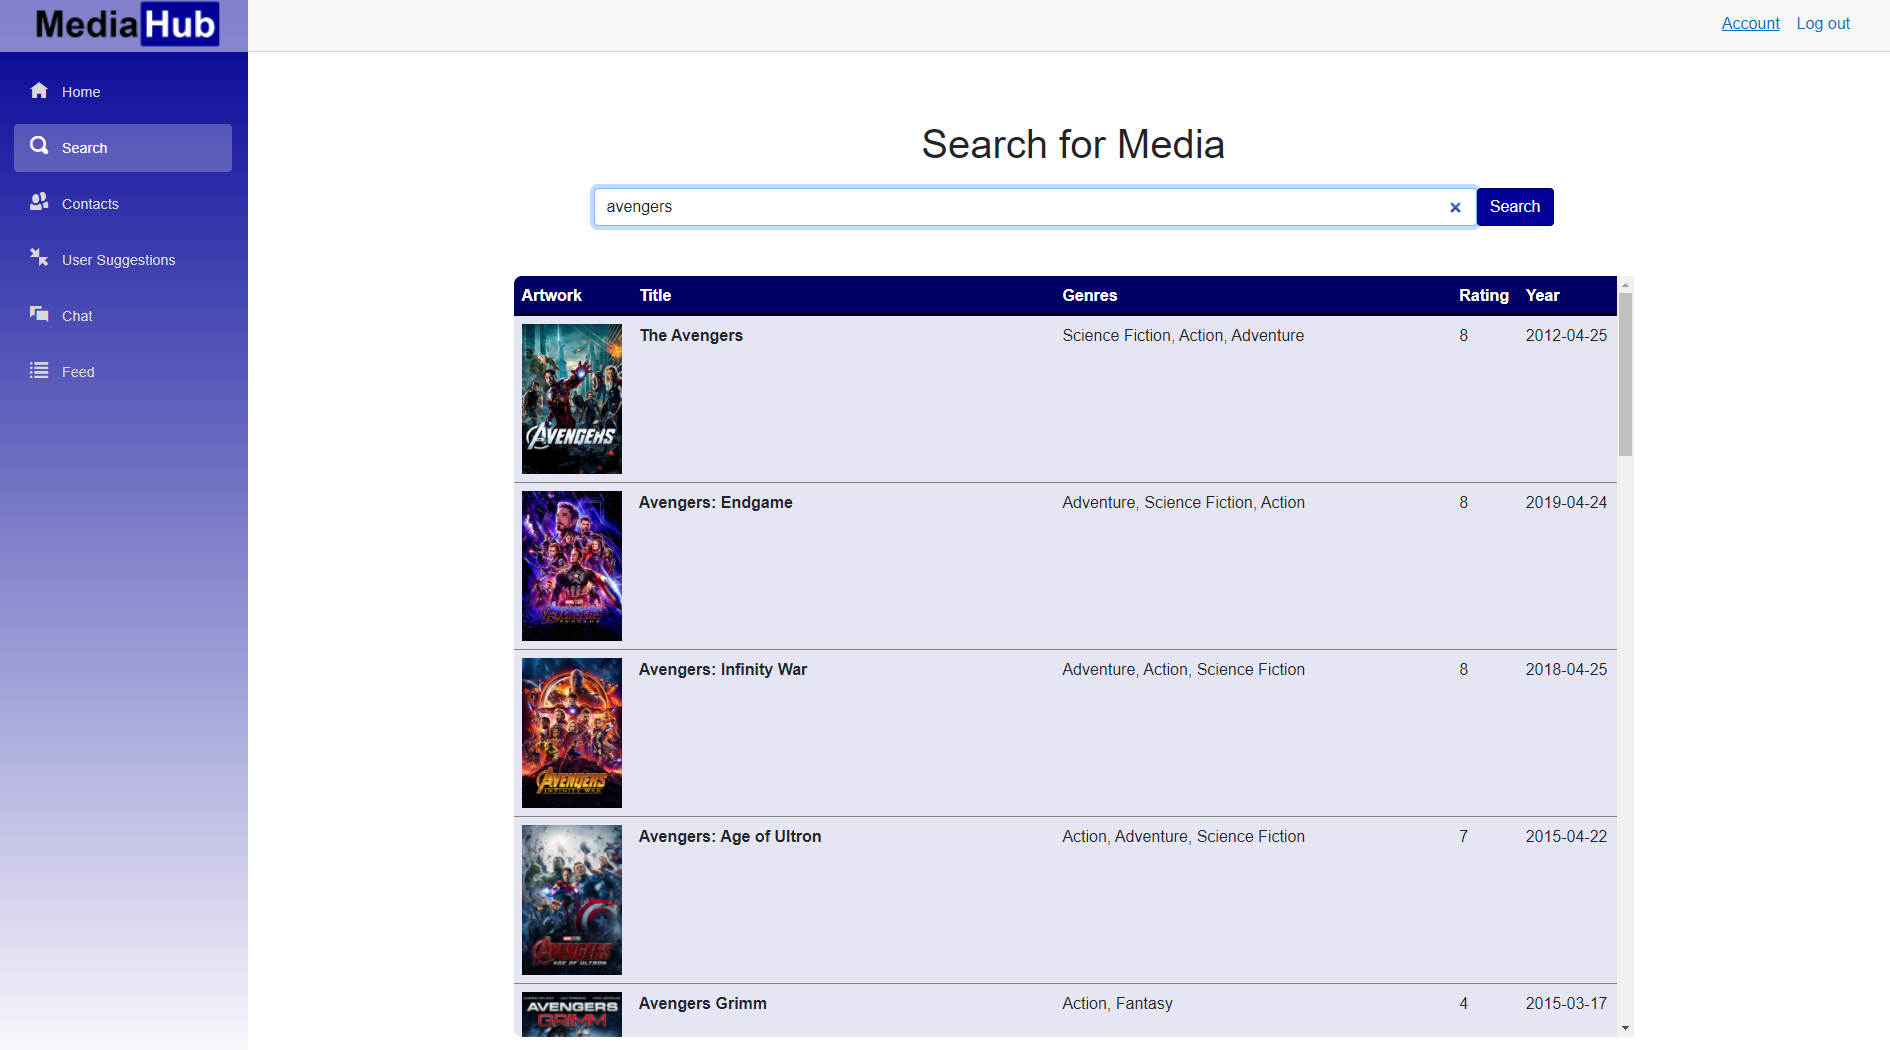 MediaHub
Account Log out
Home
Search
Contacts
User Suggestions
Chat
Feed
Search for Media
avengers
Search
Artwork Title Genres Rating Year
AVENGERS
The Avengers Science Fiction, Action, Adventure 8 2012-04-25
AVENGERS
ENDGAME
Avengers: Endgame Adventure, Science Fiction, Action 8 2019-04-24
AVENGERS
INFINITY WAR
Avengers: Infinity War Adventure, Action, Science Fiction 8 2018-04-25
AVENGERS
AGE OF ULTRON
Avengers: Age of Ultron Action, Adventure, Science Fiction 7 2015-04-22
AVENGERS
GRIMM
Avengers Grimm Action, Fantasy 4 2015-03-17